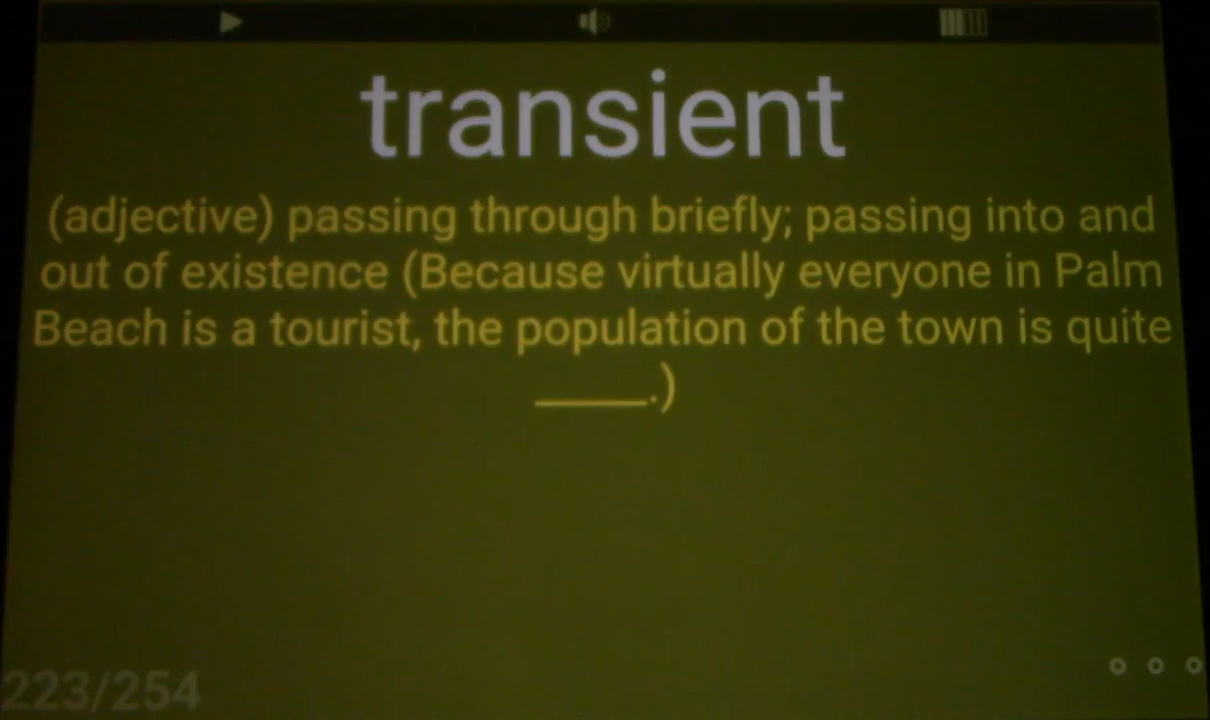 transient
(adjective) passing through briefly; passing into and
out of existence (Because virtually everyone in Palm
Beach is a tourist, the population of the town is quite
_____.)
223/254